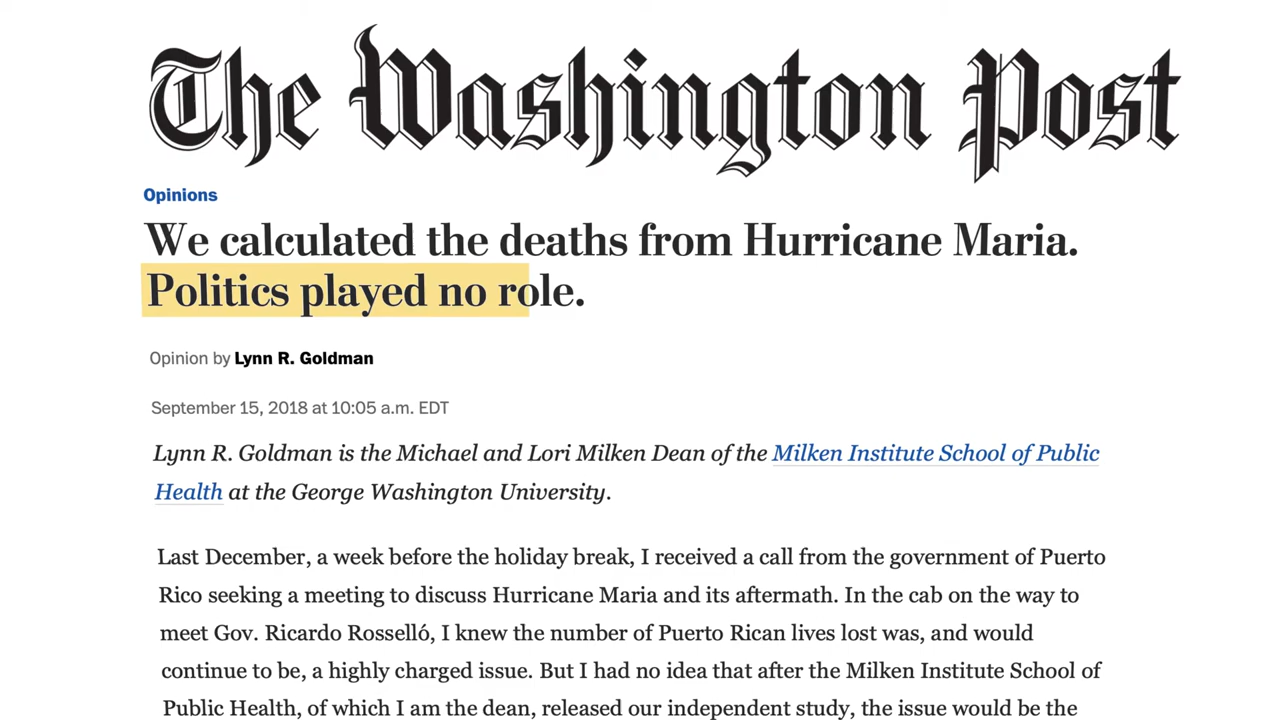 The Washington Post
Opinions
We calculated the deaths from Hurricane Maria.
Politics played no role.
Opinion by Lynn R. Goldman
September 15, 2018 at 10:05 a.m. EDT
Lynn R. Goldman is the Michael and Lori Milken Dean of the Milken Institute School of Public
Health at the George Washington University.
Last December, a week before the holiday break, I received a call from the government of Puerto
Rico seeking a meeting to discuss Hurricane Maria and its aftermath. In the cab on the way to
meet Gov. Ricardo Rosselló, I knew the number of Puerto Rican lives lost was, and would
continue to be, a highly charged issue. But I had no idea that after the Milken Institute School of
Public Health, of which I am the dean, released our independent study, the issue would be the